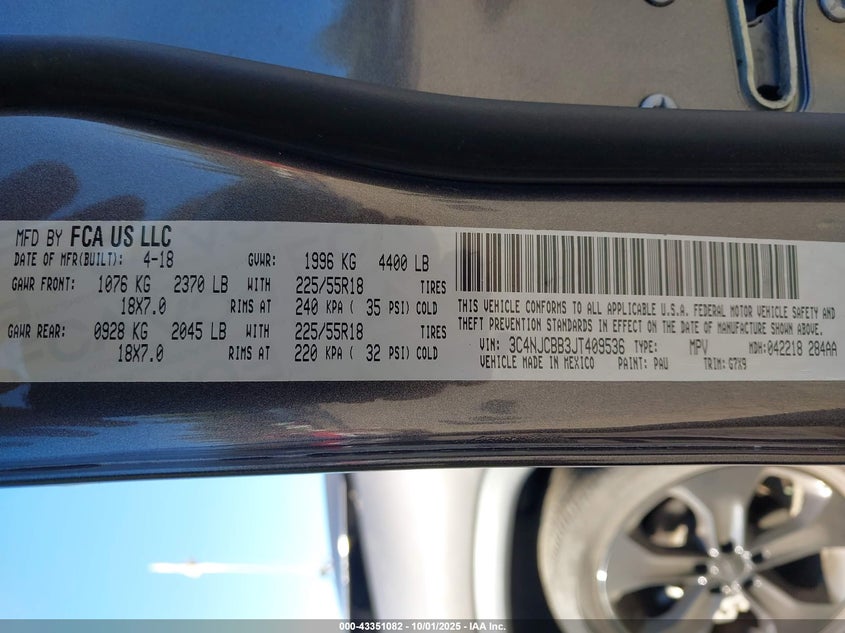 MFD BY FCA US LLC
DATE OF MFR(BUILT): 4-18 GVWR: 1996 KG 4400 LB
GAWR FRONT: 1076 KG 2370 LB WITH 225/55R18 TIRES
18X7.0 RIMS AT 240 KPA ( 35 PSI) COLD
GAWR REAR: 0928 KG 2045 LB WITH 225/55R18 TIRES
18X7.0 RIMS AT 220 KPA ( 32 PSI) COLD
THIS VEHICLE CONFORMS TO ALL APPLICABLE U.S.A. FEDERAL MOTOR VEHICLE SAFETY AND
THEFT PREVENTION STANDARDS IN EFFECT ON THE DATE OF MANUFACTURE SHOWN ABOVE.
VIN: 3C4NJCBB3JT409536 TYPE: MPV MDH:042218 284AA
VEHICLE MADE IN MEXICO PAINT: PAU TRIM: G7X9
000-43351082 - 10/01/2025 - IAA Inc.